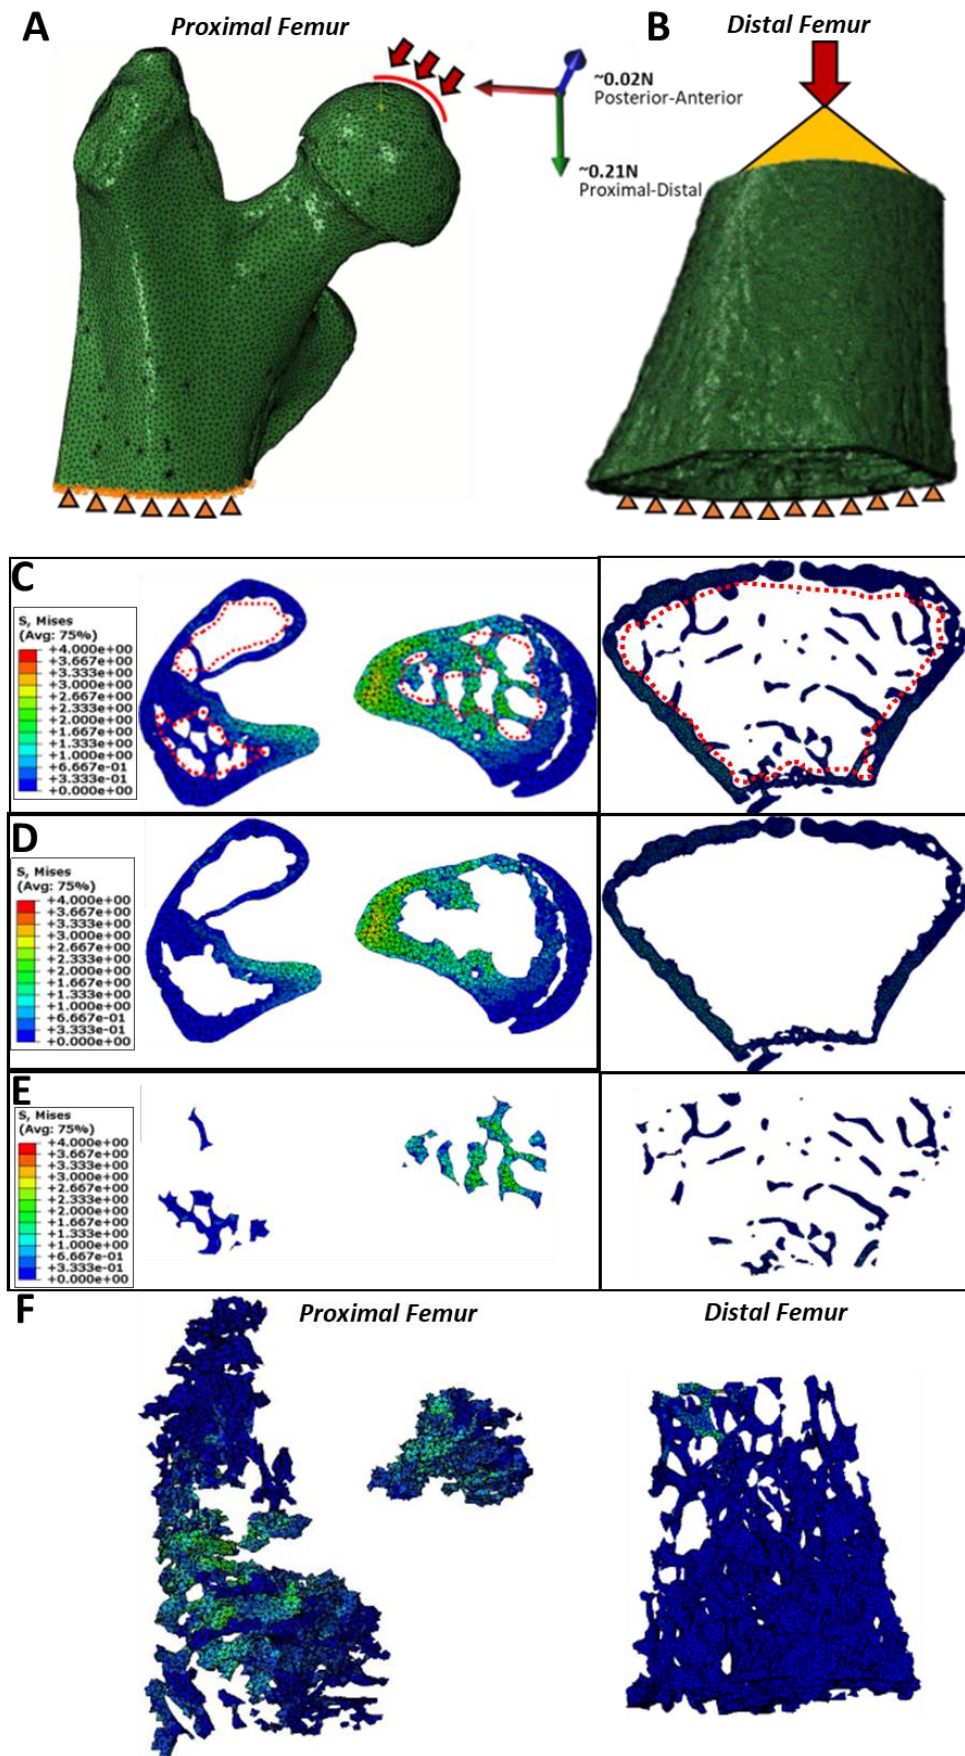 A
Proximal Femur
B
Distal Femur
~0.02N
Posterior-Anterior
~0.21N
Proximal-Distal
C
S, Mises
(Avg: 75%)
+4.000e+00
+3.667e+00
+3.333e+00
+3.000e+00
+2.667e+00
+2.333e+00
+2.000e+00
+1.667e+00
+1.333e+00
+1.000e+00
+6.667e-01
+3.333e-01
+0.000e+00
D
S, Mises
(Avg: 75%)
+4.000e+00
+3.667e+00
+3.333e+00
+3.000e+00
+2.667e+00
+2.333e+00
+2.000e+00
+1.667e+00
+1.333e+00
+1.000e+00
+6.667e-01
+3.333e-01
+0.000e+00
E
S, Mises
(Avg: 75%)
+4.000e+00
+3.667e+00
+3.333e+00
+3.000e+00
+2.667e+00
+2.333e+00
+2.000e+00
+1.667e+00
+1.333e+00
+1.000e+00
+6.667e-01
+3.333e-01
+0.000e+00
F
Proximal Femur
Distal Femur